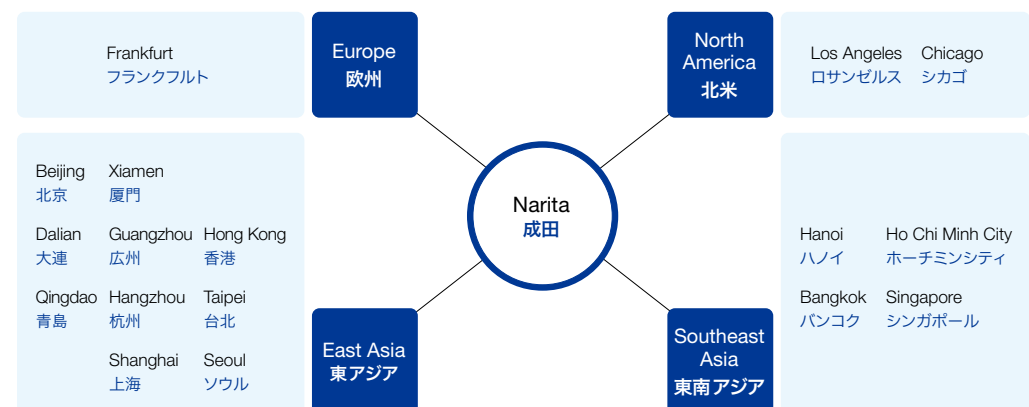 Frankfurt
フランクフルト
Europe
欧州
North
America
北米
Los Angeles Chicago
ロサンゼルス シカゴ
Narita
成田
Beijing Xiamen
北京 厦門
Dalian Guangzhou Hong Kong
大連 広州 香港
Qingdao Hangzhou Taipei
青島 杭州 台北
Shanghai Seoul
上海 ソウル
East Asia
東アジア
Southeast
Asia
東南アジア
Hanoi Ho Chi Minh City
ハノイ ホーチミンシティ
Bangkok Singapore
バンコク シンガポール